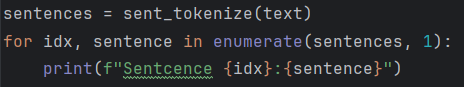 sentences = sent_tokenize(text)
for idx, sentence in enumerate(sentences, 1):
    print(f"Sentcence {idx}:{sentence}")